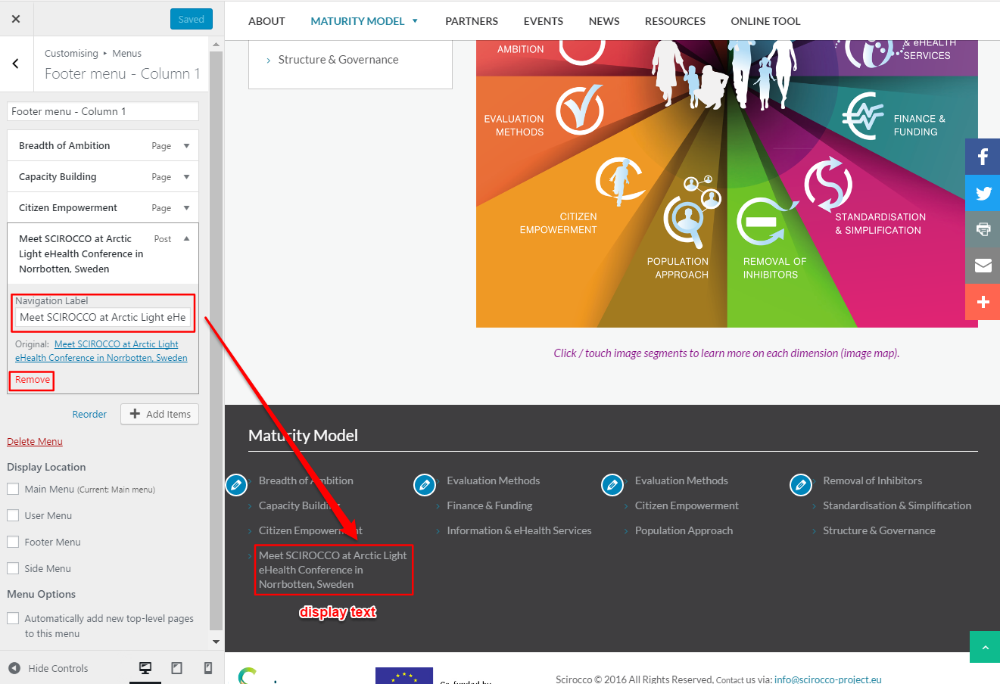 Saved
Customising ▸ Menus
Footer menu - Column 1
Footer menu - Column 1
Breadth of Ambition Page
Capacity Building Page
Citizen Empowerment Page
Meet SCIROCCO at Arctic Post
Light eHealth Conference in
Norrbotten, Sweden
Navigation Label
Meet SCIROCCO at Arctic Light eHe
Original: Meet SCIROCCO at Arctic Light
eHealth Conference in Norrbotten, Sweden
Remove
Reorder Add Items
Delete Menu
Display Location
Main Menu (Current: Main menu)
User Menu
Footer Menu
Side Menu
Menu Options
Automatically add new top-level pages
to this menu
Hide Controls
ABOUT MATURITY MODEL PARTNERS EVENTS NEWS RESOURCES ONLINE TOOL
Structure & Governance
AMBITION
& eHEALTH
SERVICES
EVALUATION
METHODS
FINANCE &
FUNDING
CITIZEN
EMPOWERMENT
STANDARDISATION
& SIMPLIFICATION
POPULATION
APPROACH
REMOVAL OF
INHIBITORS
Click / touch image segments to learn more on each dimension (image map).
Maturity Model
Breadth of Ambition
Capacity Building
Citizen Empowerment
Meet SCIROCCO at Arctic Light
eHealth Conference in
Norrbotten, Sweden
display text
Evaluation Methods
Finance & Funding
Information & eHealth Services
Evaluation Methods
Citizen Empowerment
Population Approach
Removal of Inhibitors
Standardisation & Simplification
Structure & Governance
Co-funded by
Scirocco © 2016 All Rights Reserved, Contact us via: info@scirocco-project.eu